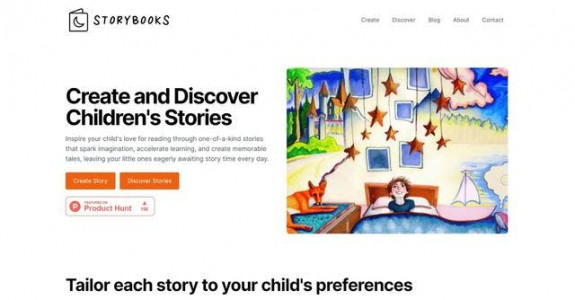 STORYBOOKS
Create
Discover
Blog
About
Contact
Create and Discover
Children's Stories
Inspire your child's love for reading through one-of-a-kind stories
that spark imagination, accelerate learning, and create memorable
tales, leaving your little ones eagerly awaiting story time every day.
Create Story
Discover Stories
FEATURED ON
Product Hunt
Tailor each story to your child's preferences